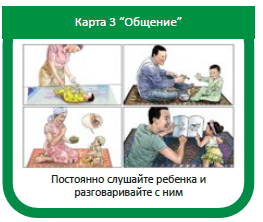 Карта 3 “Общение”
Постоянно слушайте ребенка и
разговаривайте с ним